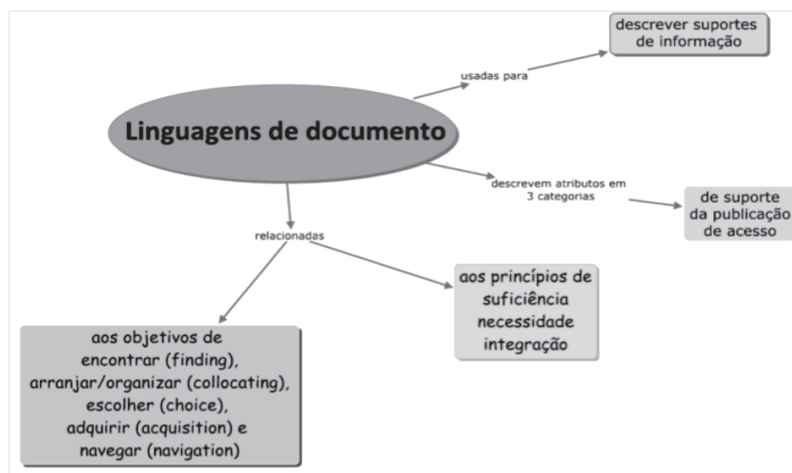 descrever suportes
de informação
usadas para
Linguagens de documento
descrevem atributos em
3 categorias
de suporte
da publicação
de acesso
relacionadas
aos princípios de
suficiência
necessidade
integração
aos objetivos de
encontrar (finding),
arranjar/organizar (collocating),
escolher (choice),
adquirir (acquisition) e
navegar (navigation)